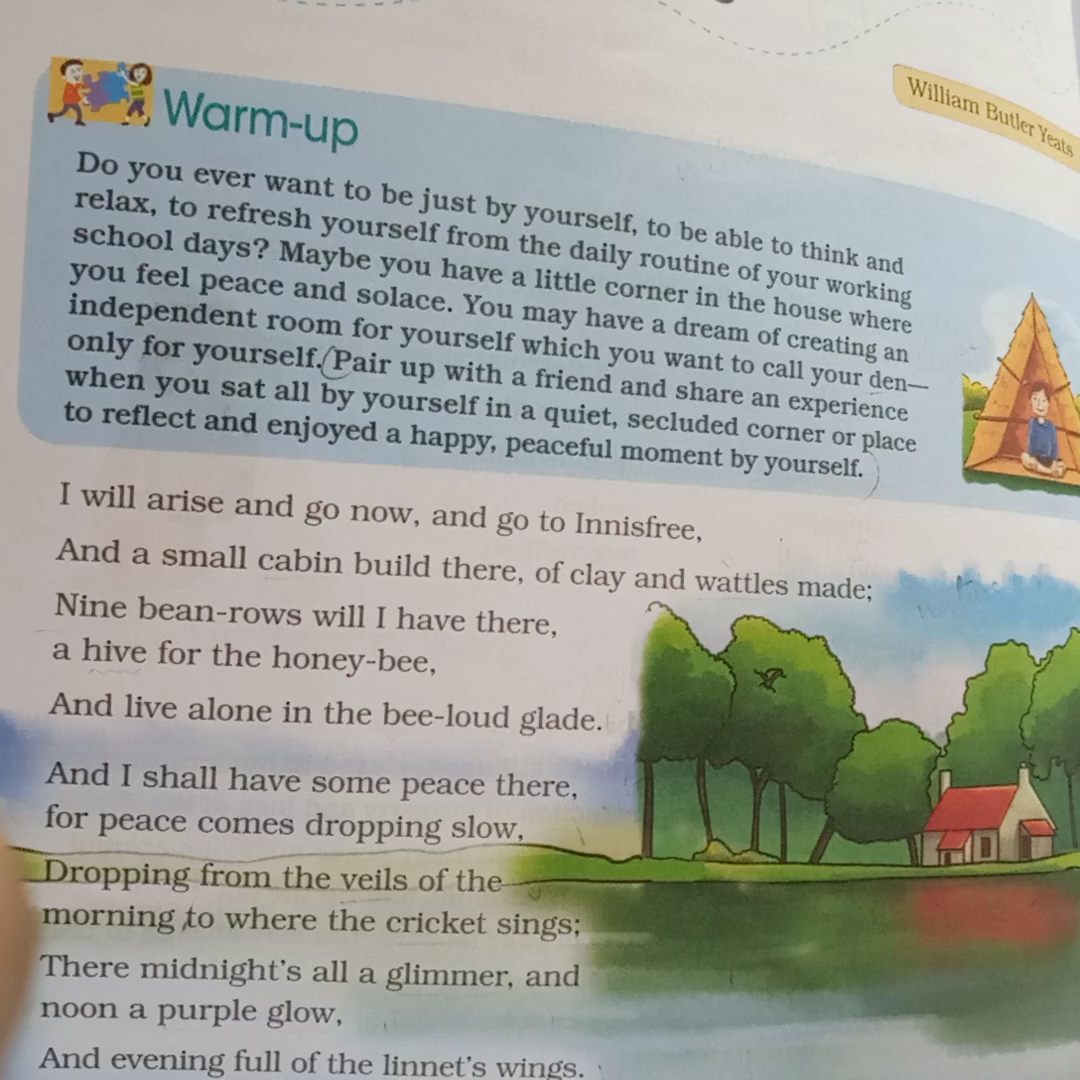 William Butler Yeats
Warm-up
Do you ever want to be just by yourself, to be able to think and
relax, to refresh yourself from the daily routine of your working
school days? Maybe you have a little corner in the house where
you feel peace and solace. You may have a dream of creating an
independent room for yourself which you want to call your den—
only for yourself. (Pair up with a friend and share an experience
when you sat all by yourself in a quiet, secluded corner or place
to reflect and enjoyed a happy, peaceful moment by yourself.)
I will arise and go now, and go to Innisfree,
And a small cabin build there, of clay and wattles made;
Nine bean-rows will I have there,
a hive for the honey-bee,
And live alone in the bee-loud glade.
And I shall have some peace there,
for peace comes dropping slow,
Dropping from the veils of the
morning to where the cricket sings;
There midnight's all a glimmer, and
noon a purple glow,
And evening full of the linnet's wings.